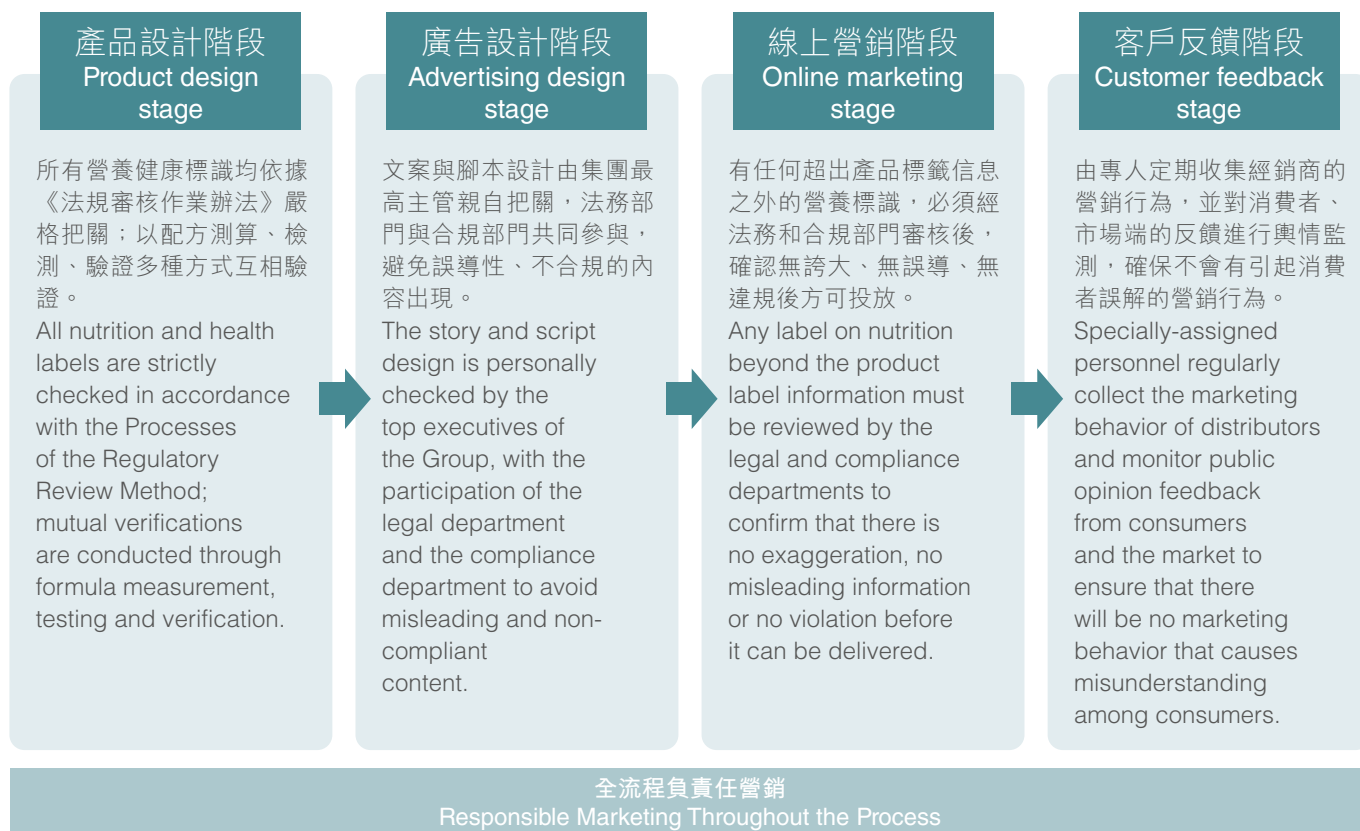 產品設計階段
Product design
stage
所有營養健康標識均依據
《法規審核作業辦法》嚴
格把關；以配方測算、檢
測、驗證多種方式互相驗
證。
All nutrition and health
labels are strictly
checked in accordance
with the Processes
of the Regulatory
Review Method;
mutual verifications
are conducted through
formula measurement,
testing and verification.
廣告設計階段
Advertising design
stage
文案與腳本設計由集團最
高主管親自把關，法務部
門與合規部門共同參與，
避免誤導性、不合規的內
容出現。
The story and script
design is personally
checked by the
top executives of
the Group, with the
participation of the
legal department
and the compliance
department to avoid
misleading and non-
compliant
content.
線上營銷階段
Online marketing
stage
有任何超出產品標籤信息
之外的營養標識，必須經
法務和合規部門審核後，
確認無誇大、無誤導、無
違規後方可投放。
Any label on nutrition
beyond the product
label information must
be reviewed by the
legal and compliance
departments to
confirm that there is
no exaggeration, no
misleading information
or no violation before
it can be delivered.
客戶反饋階段
Customer feedback
stage
由專人定期收集經銷商的
營銷行為，並對消費者、
市場端的反饋進行輿情監
測，確保不會有引起消費
者誤解的營銷行為。
Specially-assigned
personnel regularly
collect the marketing
behavior of distributors
and monitor public
opinion feedback
from consumers
and the market to
ensure that there
will be no marketing
behavior that causes
misunderstanding
among consumers.
全流程負責任營銷
Responsible Marketing Throughout the Process